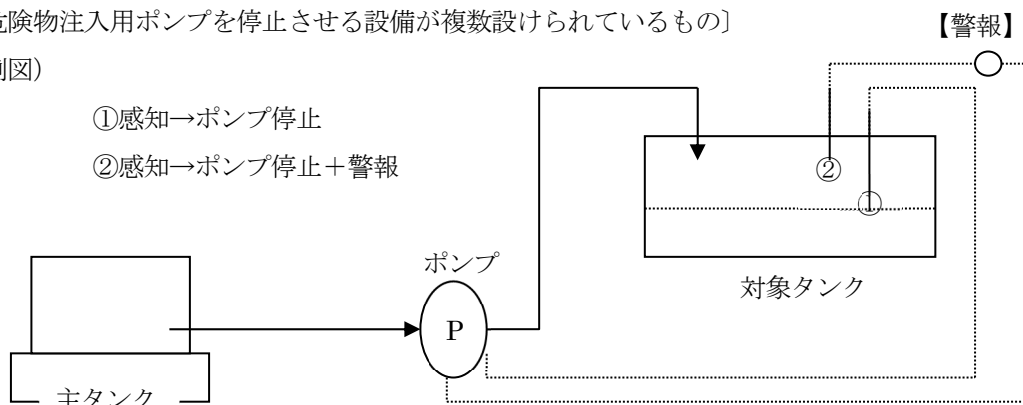 険物注入用ポンプを停止させる設備が複数設けられているもの〕
【警報】
図）
①感知→ポンプ停止
②感知→ポンプ停止＋警報
②
①
ポンプ
対象タンク
P
主タンク